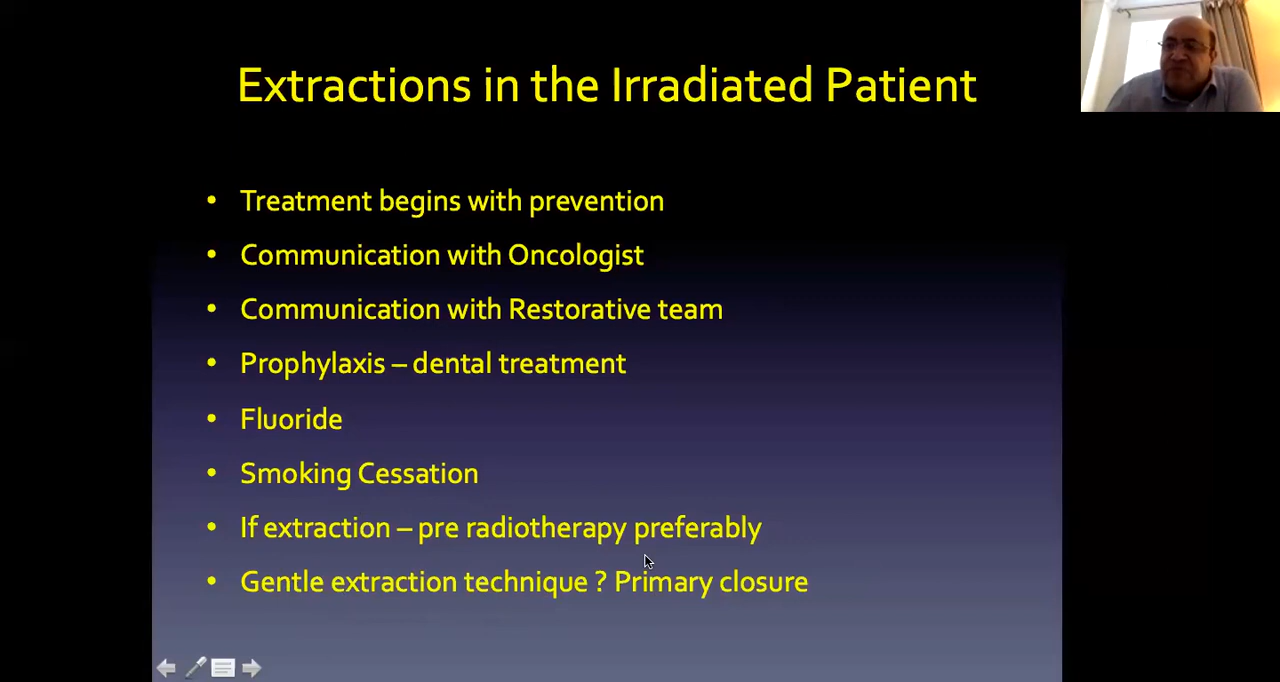 Extractions in the Irradiated Patient
• Treatment begins with prevention
• Communication with Oncologist
• Communication with Restorative team
• Prophylaxis – dental treatment
• Fluoride
• Smoking Cessation
• If extraction – pre radiotherapy preferably
• Gentle extraction technique ? Primary closure